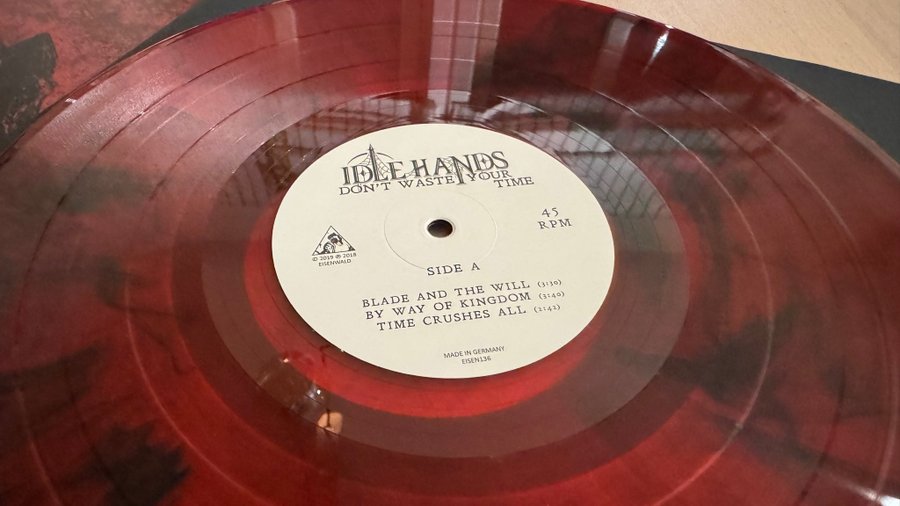 IDLE HANDS
DON'T WASTE YOUR TIME
45
RPM
© 2019 ℗ 2018
EISENWALD
SIDE A
BLADE AND THE WILL (3:30)
BY WAY OF KINGDOM (3:40)
TIME CRUSHES ALL (2:42)
MADE IN GERMANY
EISEN136